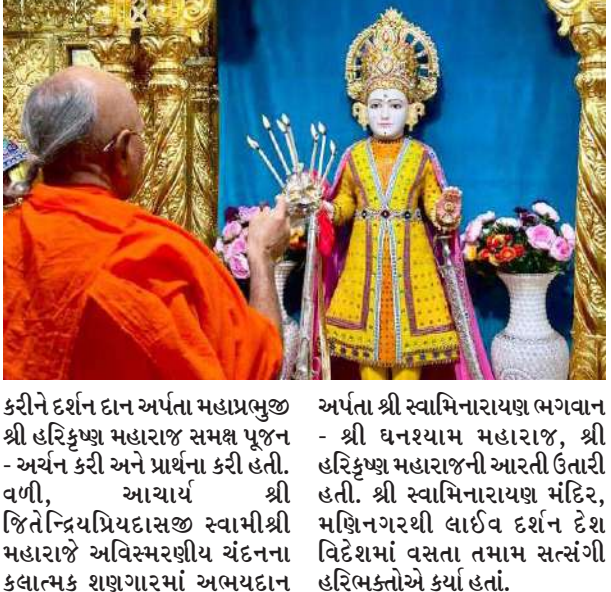 કરીને દર્શન દાન અર્પતા મહાપ્રભુજી
શ્રી હરિકૃષ્ણ મહારાજ સમક્ષ પૂજન
- અર્ચન કરી અને પ્રાર્થના કરી હતી.
વળી, આચાર્ય શ્રી
જિતેન્દ્રિયપ્રિયદાસજી સ્વામીશ્રી
મહારાજે અવિસ્મરણીય ચંદનના
કલાત્મક શણગારમાં અભયદાન
અર્પતા શ્રી સ્વામિનારાયણ ભગવાન
- શ્રી ઘનશ્યામ મહારાજ, શ્રી
હરિકૃષ્ણ મહારાજની આરતી ઉતારી
હતી. શ્રી સ્વામિનારાયણ મંદિર,
મણિનગરથી લાઈવ દર્શન દેશ
વિદેશમાં વસતા તમામ સત્સંગી
હરિભક્તોએ કર્યા હતાં.